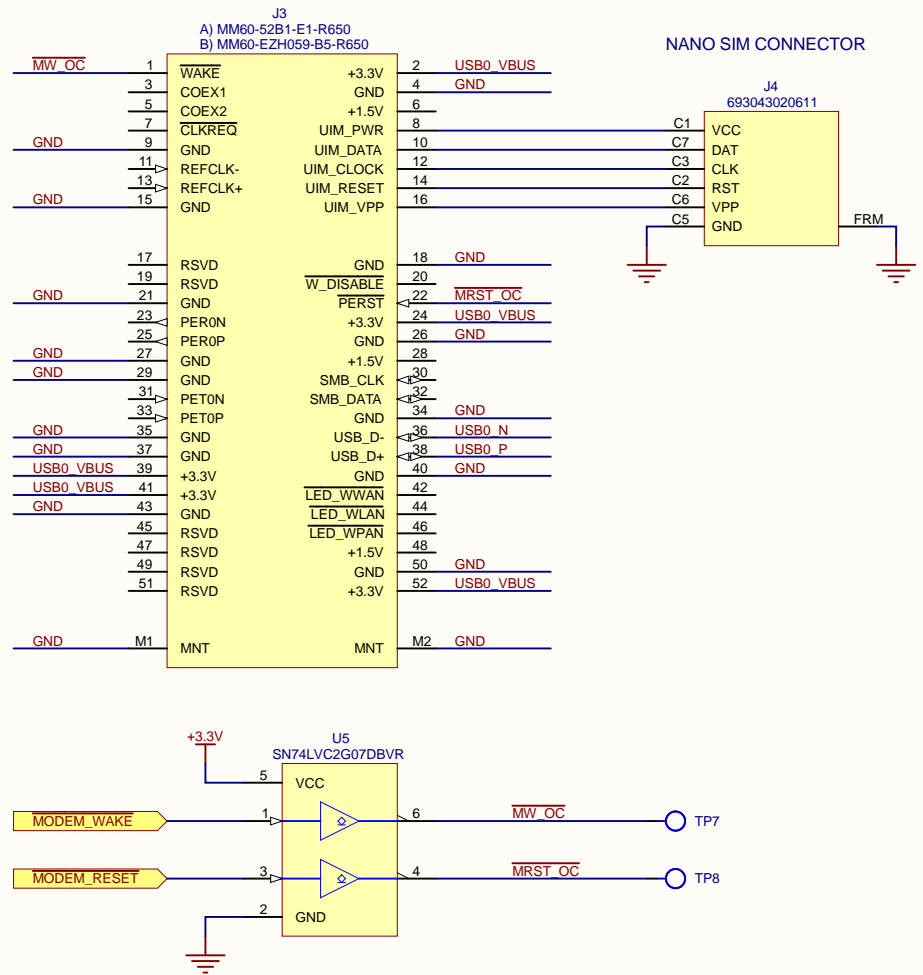 J3
A) MM60-52B1-E1-R650
B) MM60-EZH059-B5-R650
NANO SIM CONNECTOR
J4
693043020611
MW_OC 1 WAKE +3.3V 2 USB0_VBUS
3 COEX1 GND 4 GND
5 COEX2 +1.5V 6
7 CLKREQ UIM_PWR 8 C1 VCC
GND 9 GND UIM_DATA 10 C7 DAT
11 REFCLK- UIM_CLOCK 12 C3 CLK
13 REFCLK+ UIM_RESET 14 C2 RST
GND 15 GND UIM_VPP 16 C6 VPP
C5 GND FRM
17 RSVD GND 18 GND
19 RSVD W_DISABLE 20
GND 21 GND PERST 22 MRST_OC
23 PER0N +3.3V 24 USB0_VBUS
25 PER0P GND 26 GND
GND 27 GND +1.5V 28
GND 29 GND SMB_CLK 30
31 PET0N SMB_DATA 32
33 PET0P GND 34 GND
GND 35 GND USB_D- 36 USB0_N
GND 37 GND USB_D+ 38 USB0_P
USB0_VBUS 39 +3.3V GND 40 GND
USB0_VBUS 41 +3.3V LED_WWAN 42
GND 43 GND LED_WLAN 44
45 RSVD LED_WPAN 46
47 RSVD +1.5V 48
49 RSVD GND 50 GND
51 RSVD +3.3V 52 USB0_VBUS
GND M1 MNT MNT M2 GND
+3.3V
U5
SN74LVC2G07DBVR
5 VCC
MODEM_WAKE 1 6 MW_OC TP7
MODEM_RESET 3 4 MRST_OC TP8
2 GND